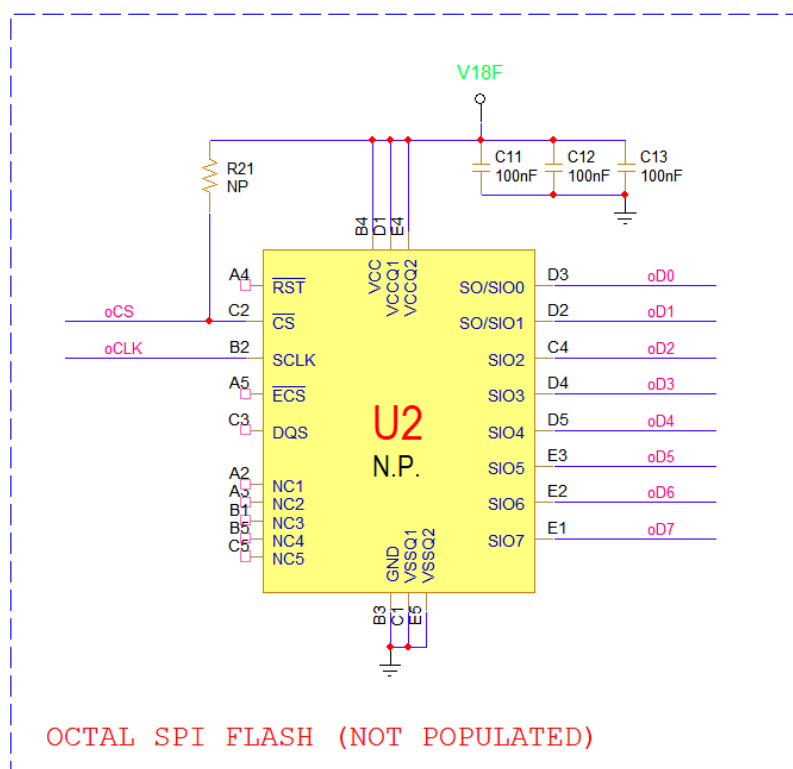 V18F
R21
NP
C11
100nF
C12
100nF
C13
100nF
B4
D1
E4
VCC
VCCQ1
VCCQ2
A4
RST
oCS
C2
CS
oCLK
B2
SCLK
A5
ECS
C3
DQS
A2
NC1
A3
NC2
B1
NC3
B5
NC4
C5
NC5
U2
N.P.
SO/SIO0
D3
oD0
SO/SIO1
D2
oD1
SIO2
C4
oD2
SIO3
D4
oD3
SIO4
D5
oD4
SIO5
E3
oD5
SIO6
E2
oD6
SIO7
E1
oD7
GND
VSSQ1
VSSQ2
B3
C1
E5
OCTAL SPI FLASH (NOT POPULATED)